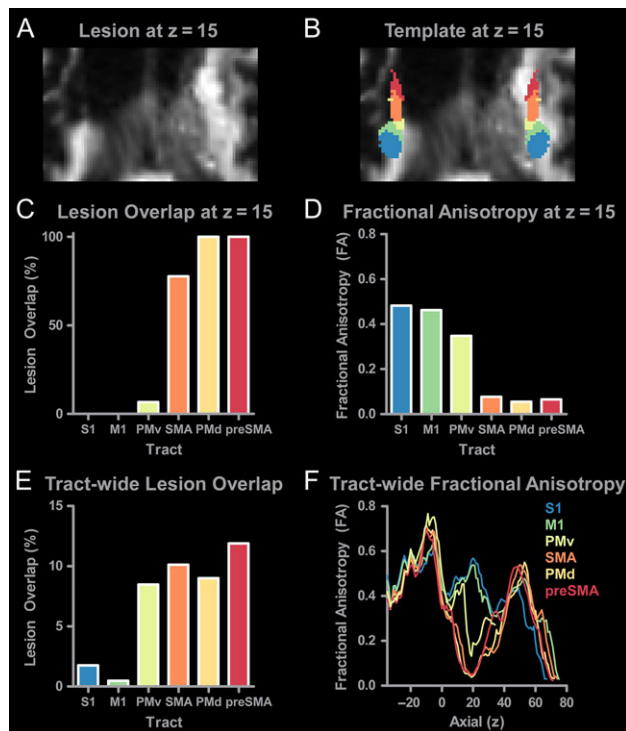 A Lesion at z = 15
B Template at z = 15
C Lesion Overlap at z = 15
Lesion Overlap (%)
100
50
0
S1 M1 PMv SMA PMd preSMA
Tract
D Fractional Anisotropy at z = 15
Fractional Anisotropy (FA)
0.8
0.6
0.4
0.2
0.0
S1 M1 PMv SMA PMd preSMA
Tract
E Tract-wide Lesion Overlap
Lesion Overlap (%)
15
10
5
0
S1 M1 PMv SMA PMd preSMA
Tract
F Tract-wide Fractional Anisotropy
Fractional Anisotropy (FA)
0.8
0.6
0.4
0.2
0.0
S1
M1
PMv
SMA
PMd
preSMA
−20 0 20 40 60 80
Axial (z)